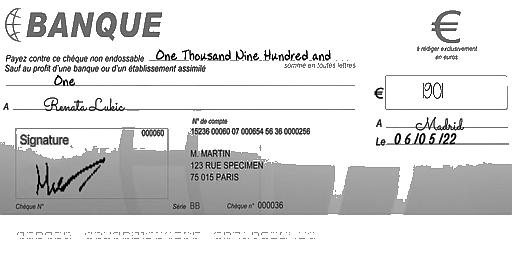 BANQUE
€
à rédiger exclusivement
en euros
Payez contre ce chèque non endossable One Thousand Nine Hundred and
Sauf au profit d'une banque ou d'un établissement assimilé
somme en toutes lettres
One
€ 1901
A Renata Lukic
A Madrid
Le 06/05/22
Signature
000060
N° de compte
15236 00060 07 000654 56 36 0000256
M. MARTIN
123 RUE SPECIMEN
75 015 PARIS
Chèque N°
Série BB
Chèque n° 000036